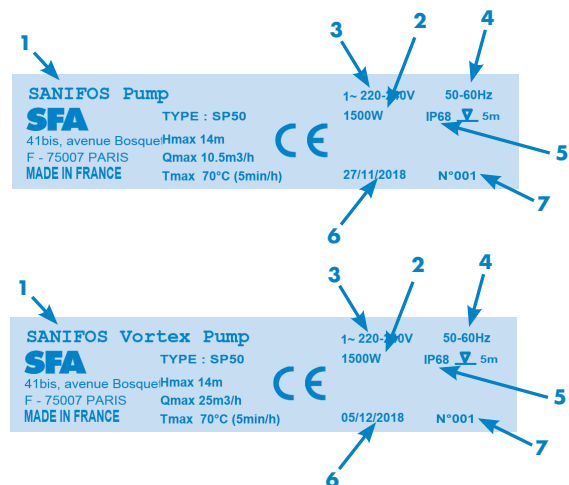 3
2
4
1
SANIFOS Pump
1~
50-60Hz
SFA
TYPE : SP50
1500W
IP68 5m
41bis, avenue Bosquet
Hmax 14m
CE
F - 75007 PARIS
Qmax 10.5m3/h
5
MADE IN FRANCE
Tmax 70°C (5min/h)
27/11/2018
N°001
6
7
3
2
4
1
SANIFOS Vortex Pump
1~
50-60Hz
SFA
TYPE : SP50
1500W
IP68 5m
41bis, avenue Bosquet
Hmax 14m
CE
F - 75007 PARIS
Qmax 25m3/h
5
MADE IN FRANCE
Tmax 70°C (5min/h)
05/12/2018
N°001
6
7